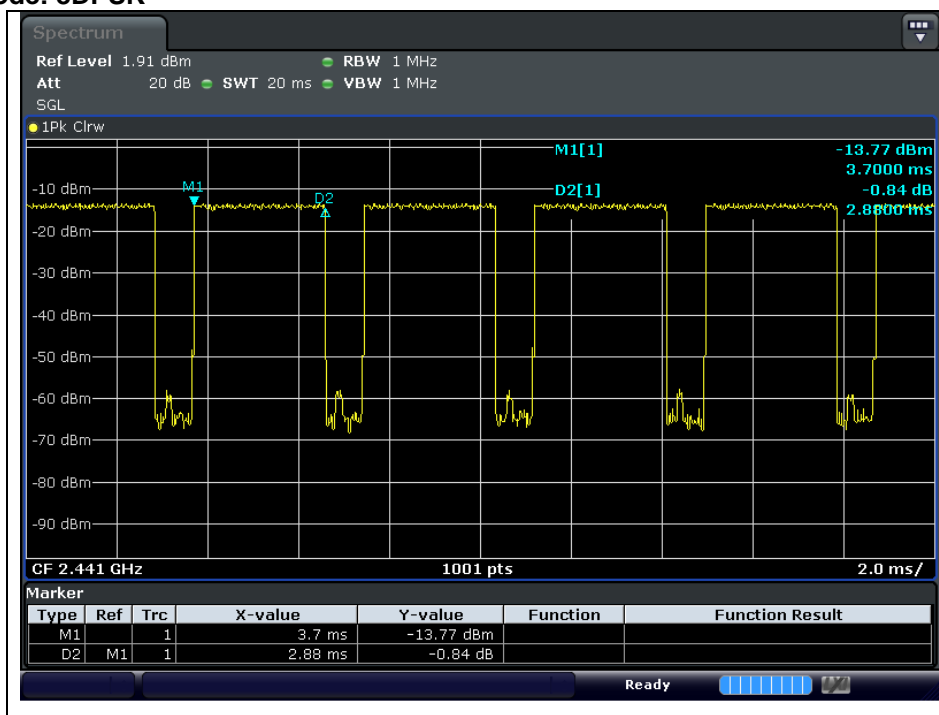 Spectrum
Ref Level 1.91 dBm RBW 1 MHz
Att 20 dB SWT 20 ms VBW 1 MHz
SGL
1Pk Clrw
M1[1] -13.77 dBm
3.7000 ms
D2[1] -0.84 dB
2.8800 ms
M1
D2
-10 dBm
-20 dBm
-30 dBm
-40 dBm
-50 dBm
-60 dBm
-70 dBm
-80 dBm
-90 dBm
CF 2.441 GHz 1001 pts 2.0 ms/
Marker
Type Ref Trc X-value Y-value Function Function Result
M1 1 3.7 ms -13.77 dBm
D2 M1 1 2.88 ms -0.84 dB
Ready